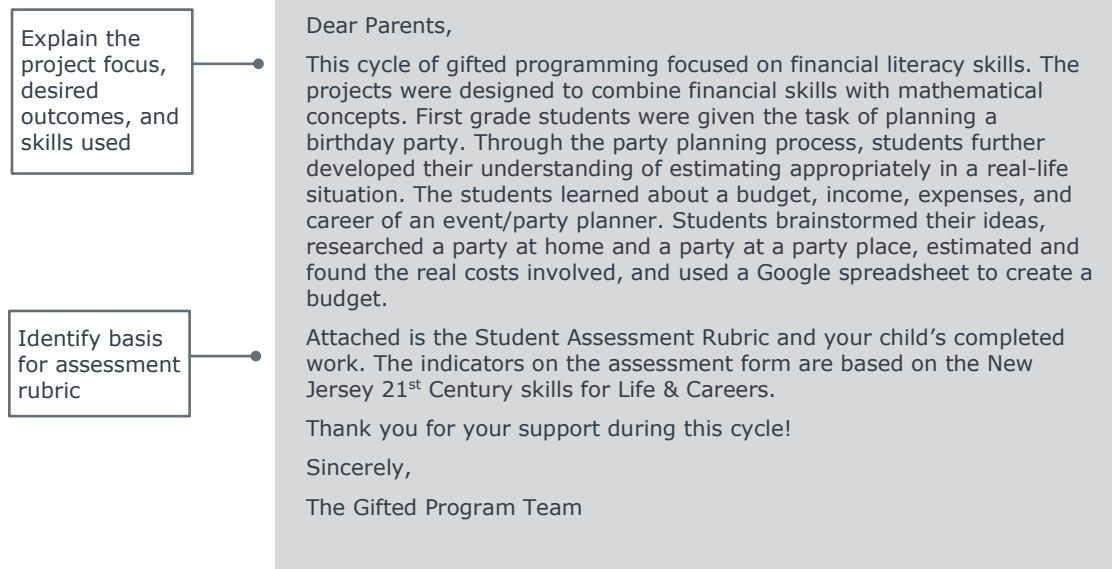 Explain the
project focus,
desired
outcomes, and
skills used
Dear Parents,
This cycle of gifted programming focused on financial literacy skills. The
projects were designed to combine financial skills with mathematical
concepts. First grade students were given the task of planning a
birthday party. Through the party planning process, students further
developed their understanding of estimating appropriately in a real-life
situation. The students learned about a budget, income, expenses, and
career of an event/party planner. Students brainstormed their ideas,
researched a party at home and a party at a party place, estimated and
found the real costs involved, and used a Google spreadsheet to create a
budget.
Identify basis
for assessment
rubric
Attached is the Student Assessment Rubric and your child’s completed
work. The indicators on the assessment form are based on the New
Jersey 21st Century skills for Life & Careers.
Thank you for your support during this cycle!
Sincerely,
The Gifted Program Team